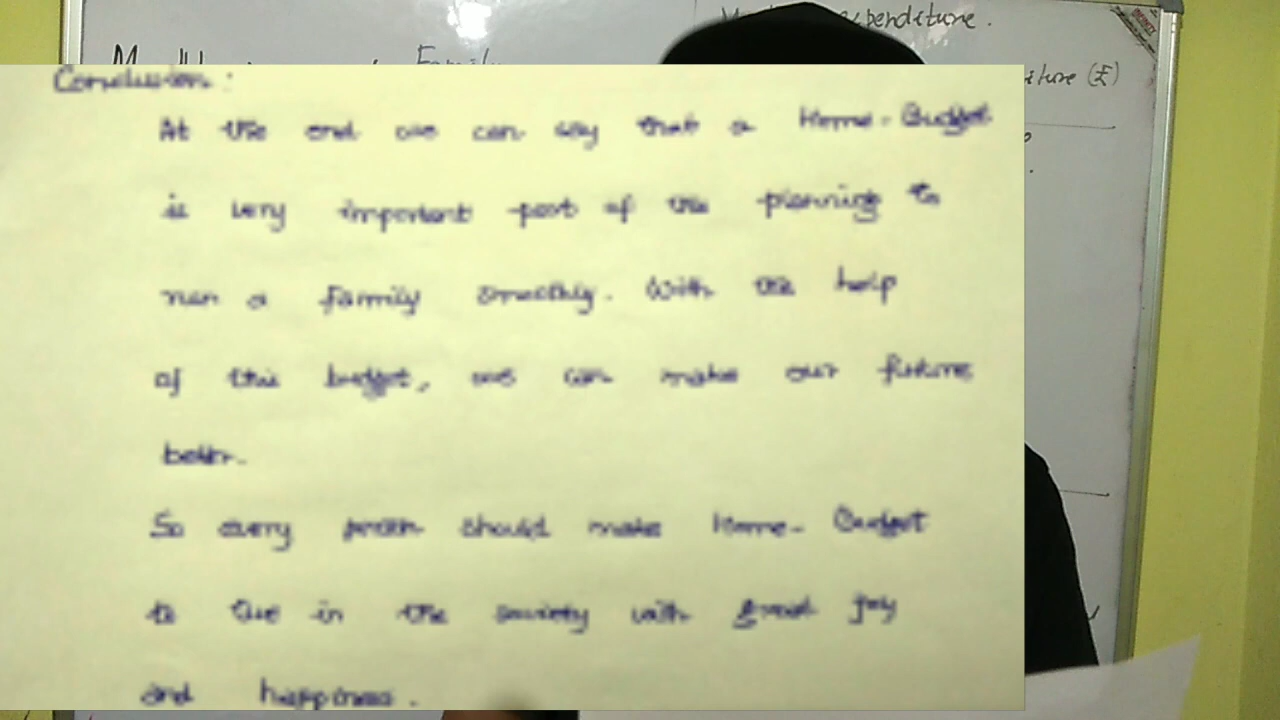 expenditure.
Family
iture (₹)
Conclusion:
At the end we can say that a Home-Budget
is very important part of the planning to
run a family smoothly. With the help
of this budget, we can make our future
better.
So every person should make Home-Budget
to live in the society with great joy
and happiness.